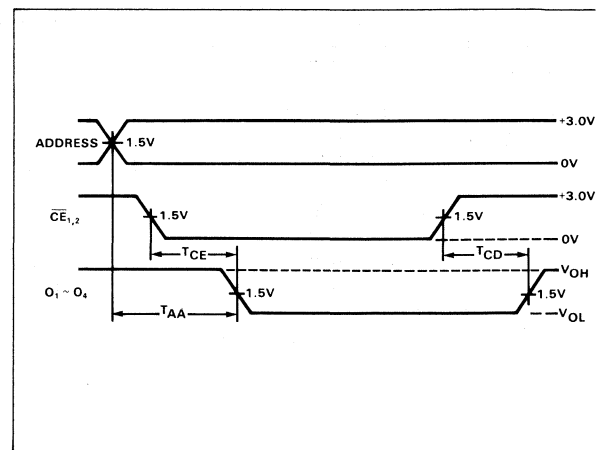 +3.0V
ADDRESS 1.5V
0V
+3.0V
CE1,2 1.5V 1.5V
0V
TCE TCD
VOH
O1 ~ O4 1.5V 1.5V
TAA
VOL